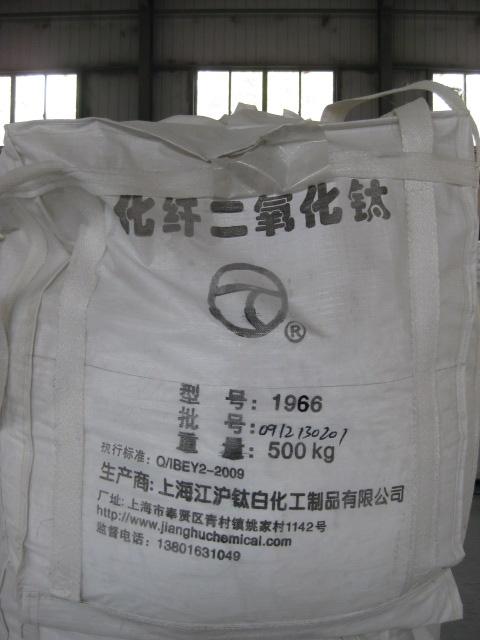 化纤二氧化钛
®
型 号: 1966
批 号: 0912130201
重 量: 500kg
执行标准: Q/IBEY2-2009
生产商: 上海江沪钛白化工制品有限公司
厂址: 上海市奉贤区青村镇姚家村1142号
http://www.jianghuchemical.com
监督电话: 13801631049